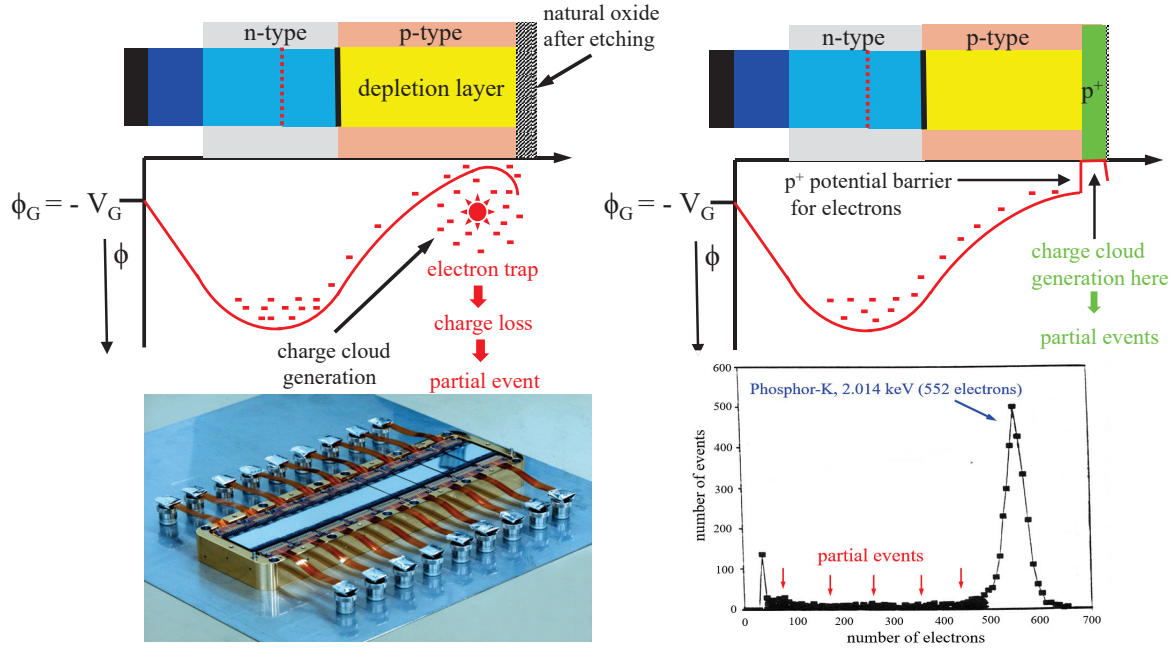 n-type
p-type
natural oxide
after etching
depletion layer
ϕG = - VG
ϕ
electron trap
charge loss
partial event
charge cloud
generation
n-type
p-type
p+
ϕG = - VG
ϕ
p+ potential barrier
for electrons
charge cloud
generation here
partial events
Phosphor-K, 2.014 keV (552 electrons)
number of events
600
500
400
300
200
100
0
partial events
0
100
200
300
400
500
600
700
number of electrons